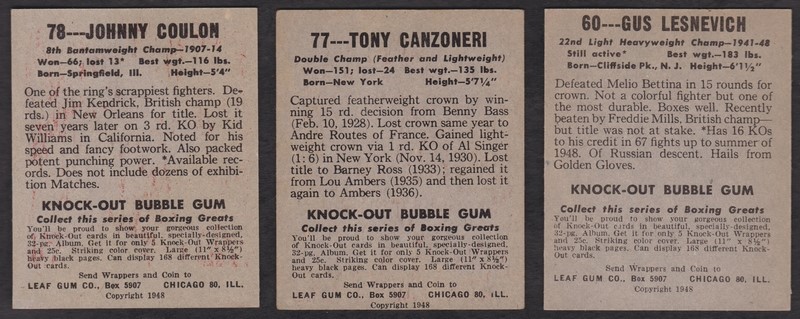 78---JOHNNY COULON
8th Bantamweight Champ—1907-14
Won—66; lost 13* Best wgt.—116 lbs.
Born—Springfield, Ill. Height—5'4"
One of the ring's scrappiest fighters. De-
feated Jim Kendrick, British champ (19
rds.) in New Orleans for title. Lost it
seven years later on 3 rd. KO by Kid
Williams in California. Noted for his
speed and fancy footwork. Also packed
potent punching power. *Available rec-
ords. Does not include dozens of exhibi-
tion Matches.
KNOCK-OUT BUBBLE GUM
Collect this series of Boxing Greats
You'll be proud to show your gorgeous collection
of Knock-Out cards in beautiful, specially-designed,
32-pg. Album. Get it for only 5 Knock-Out Wrappers
and 25c. Striking color cover. Large (11" x 8½")
heavy black pages. Can display 168 different Knock-
Out cards.
Send Wrappers and Coin to
LEAF GUM CO., Box 5907 CHICAGO 80, ILL.
Copyright 1948
77---TONY CANZONERI
Double Champ (Feather and Lightweight)
Won—151; lost—24 Best wgt.—135 lbs.
Born—New York Height—5'7¼"
Captured featherweight crown by win-
ning 15 rd. decision from Benny Bass
(Feb. 10, 1928). Lost crown same year to
Andre Routes of France. Gained light-
weight crown via 1 rd. KO of Al Singer
(1: 6) in New York (Nov. 14, 1930). Lost
title to Barney Ross (1933); regained it
from Lou Ambers (1935) and then lost it
again to Ambers (1936).
KNOCK-OUT BUBBLE GUM
Collect this series of Boxing Greats
You'll be proud to show your gorgeous collection
of Knock-Out cards in beautiful, specially-designed,
32-pg. Album. Get it for only 5 Knock-Out Wrappers
and 25c. Striking color cover. Large (11" x 8½")
heavy black pages. Can display 168 different Knock-
Out cards.
Send Wrappers and Coin to
LEAF GUM CO., Box 5907 CHICAGO 80, ILL.
Copyright 1948
60---GUS LESNEVICH
22nd Light Heavyweight Champ—1941-48
Still active* Best wgt.—183 lbs.
Born—Cliffside Pk., N. J. Height—6'1½"
Defeated Melio Bettina in 15 rounds for
crown. Not a colorful fighter but one of
the most durable. Boxes well. Recently
beaten by Freddie Mills, British champ—
but title was not at stake. *Has 16 KOs
to his credit in 67 fights up to summer of
1948. Of Russian descent. Hails from
Golden Gloves.
KNOCK-OUT BUBBLE GUM
Collect this series of Boxing Greats
You'll be proud to show your gorgeous collection
of Knock-Out cards in beautiful, specially-designed,
32-pg. Album. Get it for only 5 Knock-Out Wrappers
and 25c. Striking color cover. Large (11" x 8½")
heavy black pages. Can display 168 different Knock-
Out cards.
Send Wrappers and Coin to
LEAF GUM CO., Box 5907 CHICAGO 80, ILL.
Copyright 1948